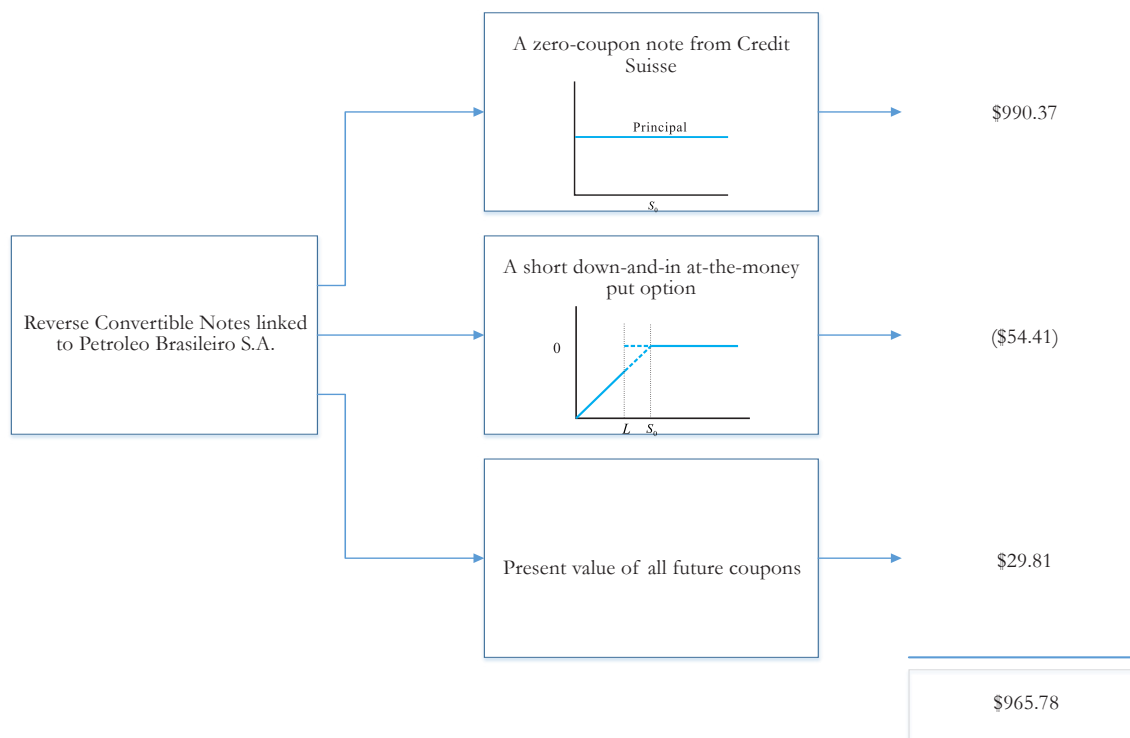 A zero-coupon note from Credit
Suisse
Principal
S₀
$990.37
Reverse Convertible Notes linked
to Petroleo Brasileiro S.A.
A short down-and-in at-the-money
put option
0
L S₀
($54.41)
Present value of all future coupons
$29.81
$965.78